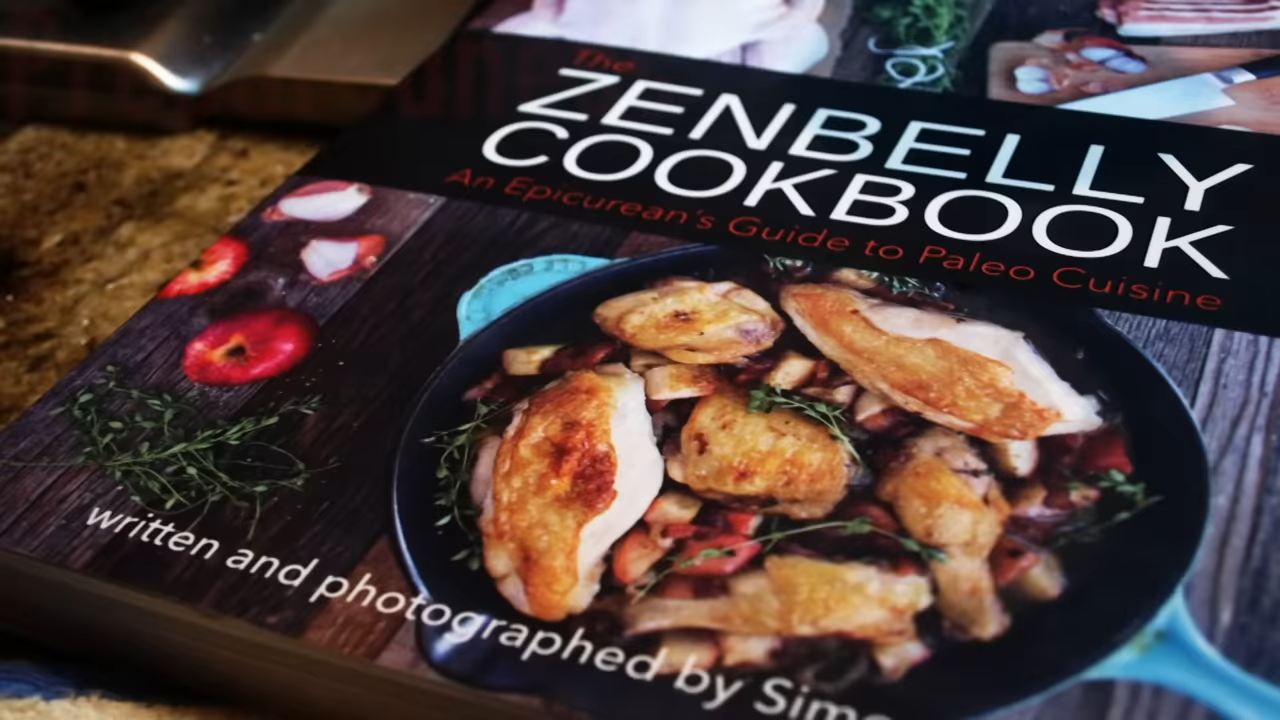 The
ZENBELLY
COOKBOOK
An Epicurean's Guide to Paleo Cuisine
written and photographed by